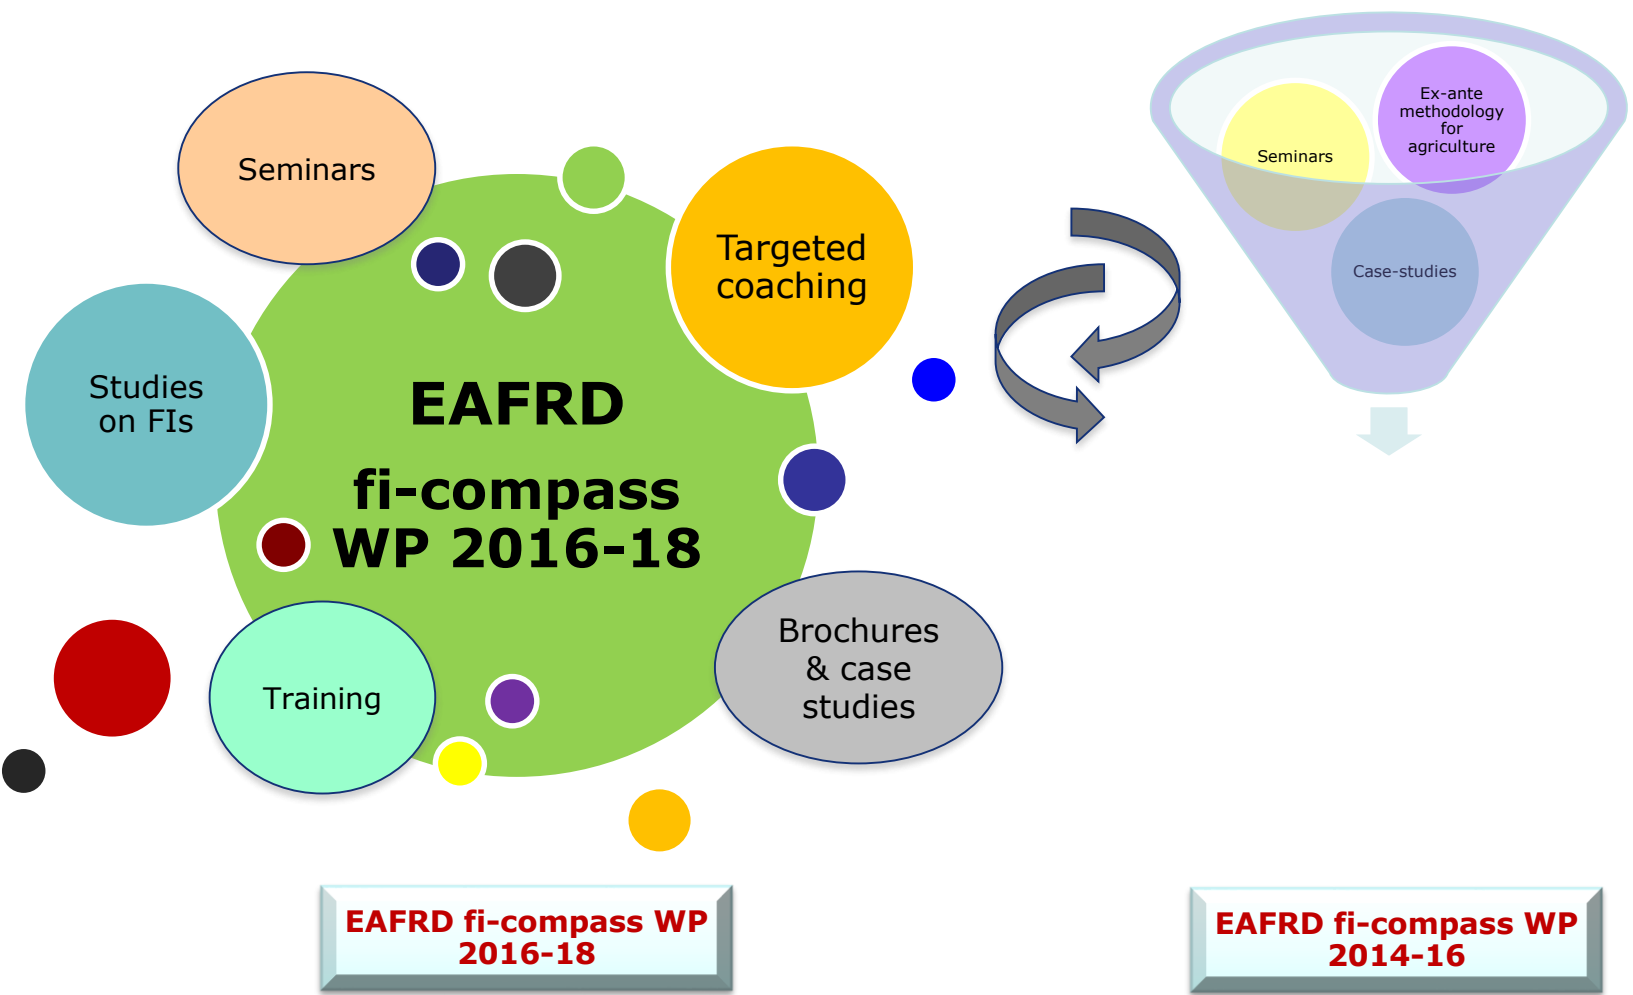 Seminars
Targeted
coaching
Studies
on FIs
EAFRD
fi-compass
WP 2016-18
Training
Brochures
& case
studies
Ex-ante
methodology
for
agriculture
Seminars
Case-studies
EAFRD fi-compass WP
2016-18
EAFRD fi-compass WP
2014-16